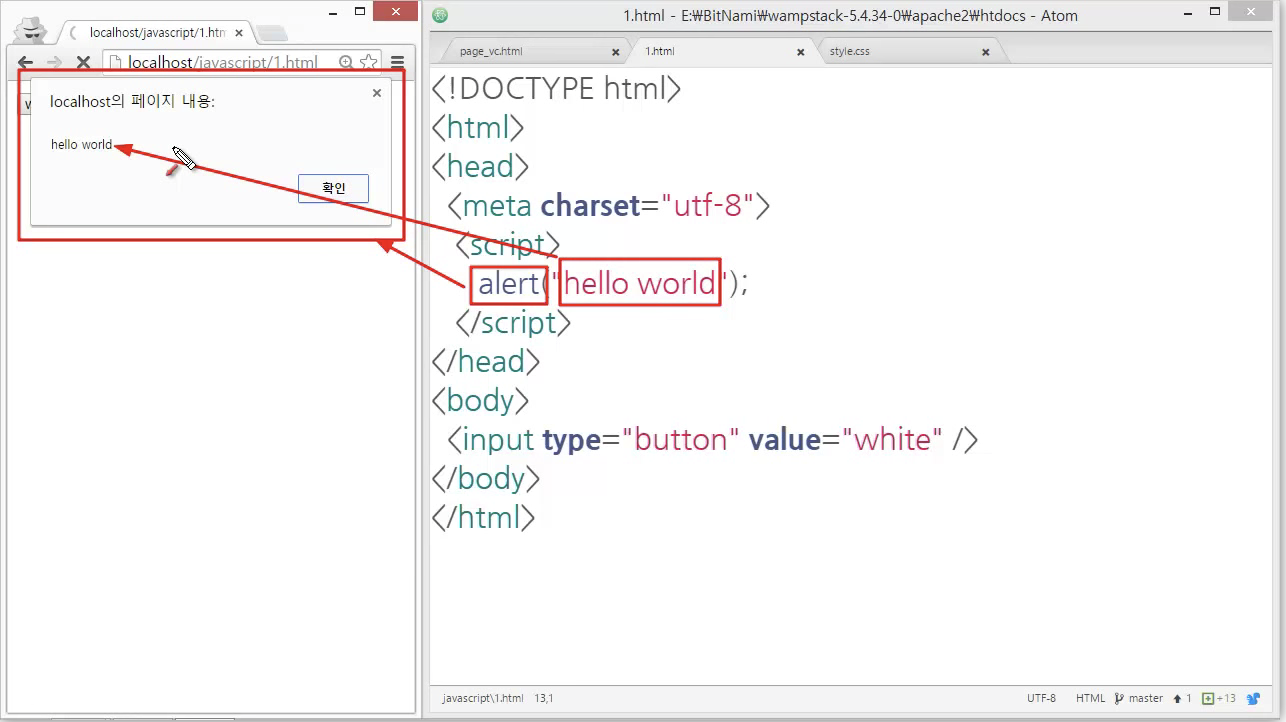 localhost/javascript/1.htm
localhost/javascript/1.html
localhost의 페이지 내용:
hello world
확인
1.html - E:₩BitNami₩wampstack-5.4.34-0₩apache2₩htdocs - Atom
page_vc.html
1.html
style.css
<!DOCTYPE html>
<html>
<head>
<meta charset="utf-8">
<script>
alert("hello world");
</script>
</head>
<body>
<input type="button" value="white" />
</body>
</html>
javascript\1.html 13,1
UTF-8 HTML master 1 +13